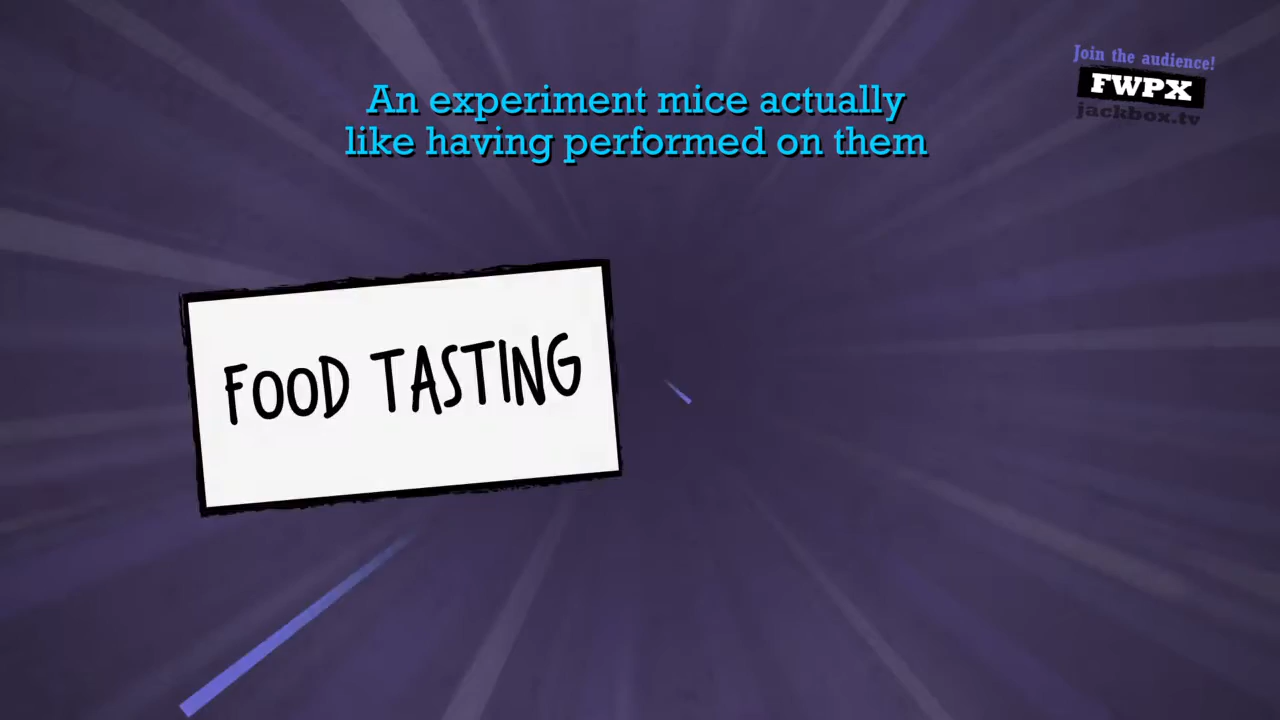 Join the audience!
FWPX
jackbox.tv
An experiment mice actually
like having performed on them
FOOD TASTING